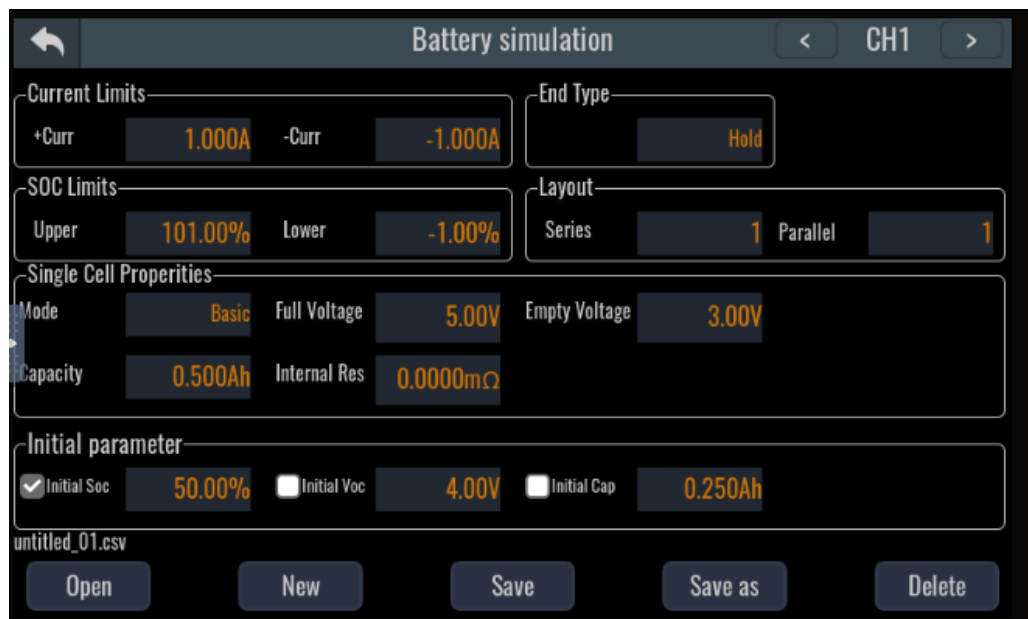 Battery simulation < CH1 >
Current Limits End Type
+Curr 1.000A -Curr -1.000A Hold
SOC Limits Layout
Upper 101.00% Lower -1.00% Series 1 Parallel 1
Single Cell Properities
Mode Basic Full Voltage 5.00V Empty Voltage 3.00V
Capacity 0.500Ah Internal Res 0.0000mΩ
Initial parameter
Initial Soc 50.00% Initial Voc 4.00V Initial Cap 0.250Ah
untitled_01.csv
Open New Save Save as Delete